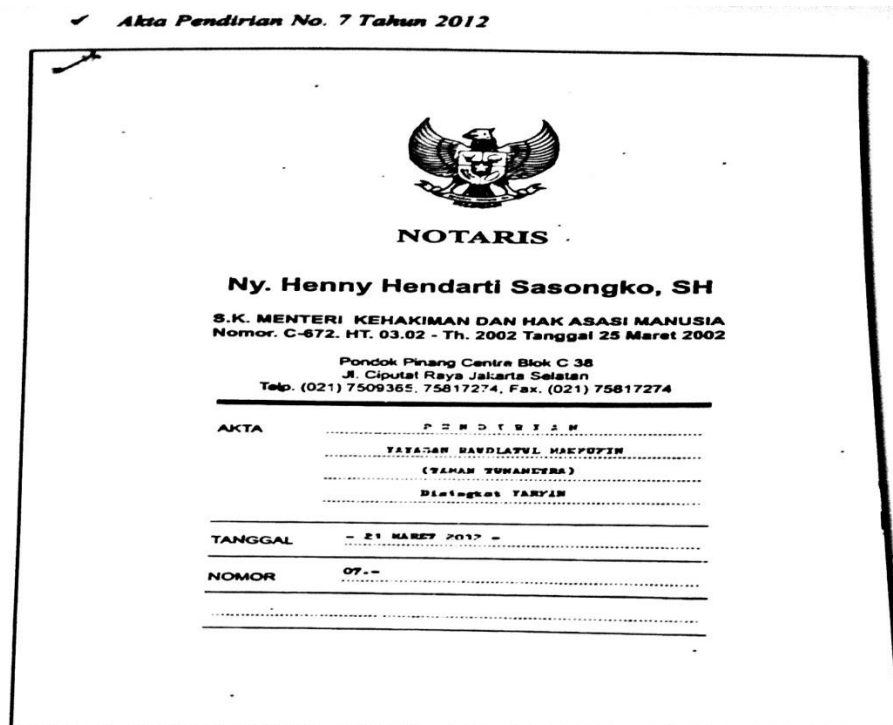 ✓ Akta Pendirian No. 7 Tahun 2012
NOTARIS
Ny. Henny Hendarti Sasongko, SH
S.K. MENTERI KEHAKIMAN DAN HAK ASASI MANUSIA
Nomor. C-672. HT. 03.02 - Th. 2002 Tanggal 25 Maret 2002
Pondok Pinang Centre Blok C 38
Jl. Ciputat Raya Jakarta Selatan
Telp. (021) 7509365, 75817274, Fax. (021) 75817274
AKTA P E N D I R I A N
YAYASAN RAUDLATUL MAKFUFIN
(TAMAN TUNANETRA)
Disingkat YARFIN
TANGGAL - 21 MARET 2012 -
NOMOR 07.-